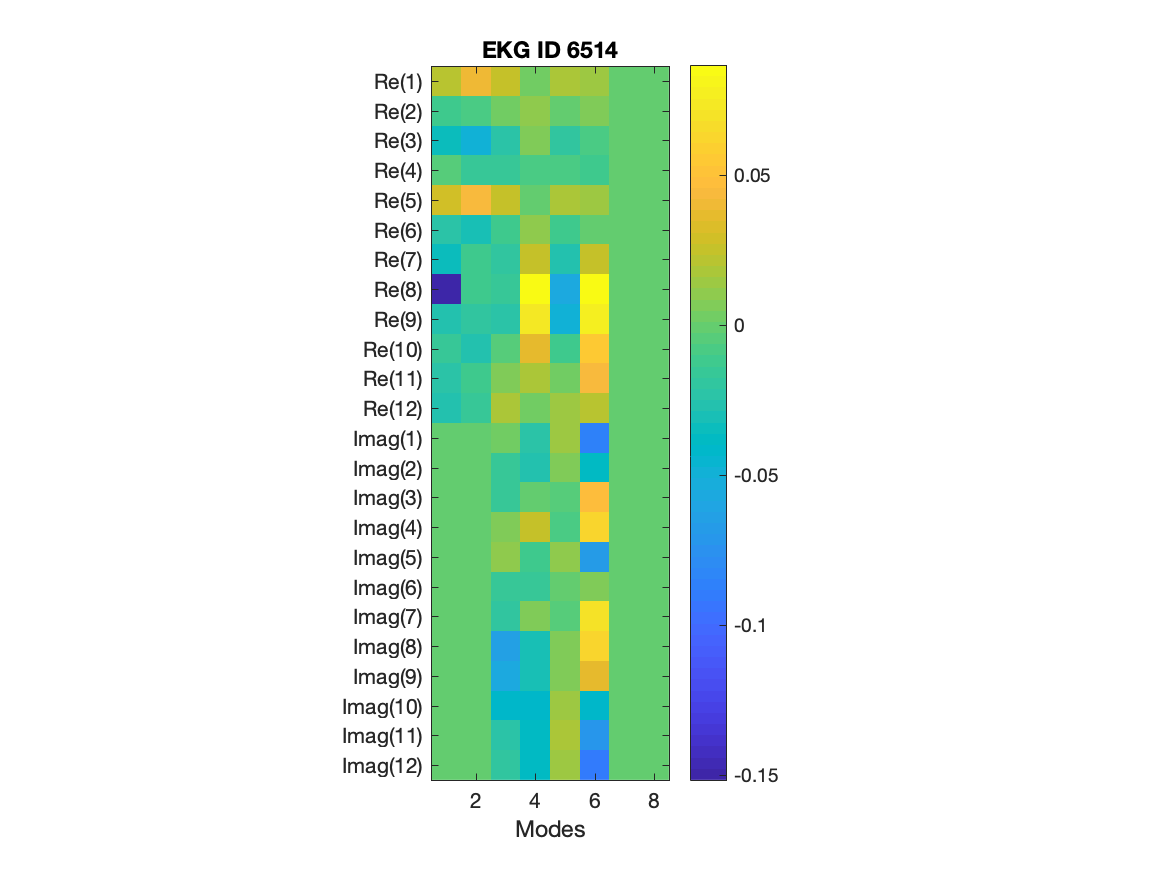 EKG ID 6514
Re(1)
Re(2)
Re(3)
Re(4)
Re(5)
Re(6)
Re(7)
Re(8)
Re(9)
Re(10)
Re(11)
Re(12)
Imag(1)
Imag(2)
Imag(3)
Imag(4)
Imag(5)
Imag(6)
Imag(7)
Imag(8)
Imag(9)
Imag(10)
Imag(11)
Imag(12)
2 4 6 8
Modes
0.05
0
-0.05
-0.1
-0.15